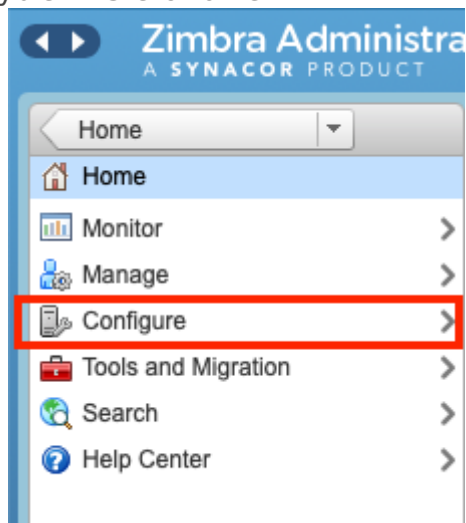 Zimbra Administra
A SYNACOR PRODUCT
Home
Home
Monitor
Manage
Configure
Tools and Migration
Search
Help Center